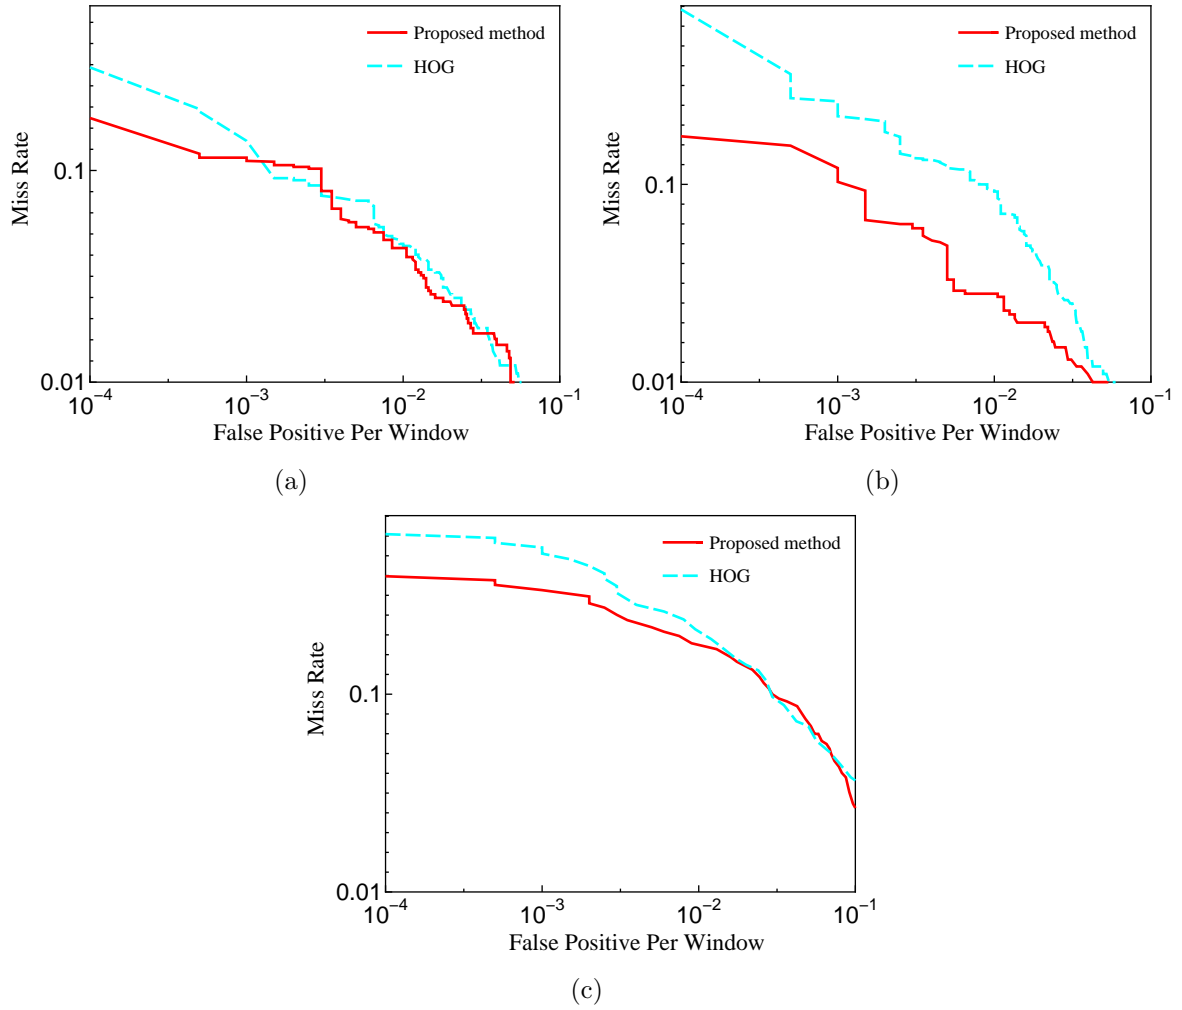 Proposed method
HOG
Miss Rate
0.1
0.01
10⁻⁴ 10⁻³ 10⁻² 10⁻¹
False Positive Per Window
(a)
Proposed method
HOG
Miss Rate
0.1
0.01
10⁻⁴ 10⁻³ 10⁻² 10⁻¹
False Positive Per Window
(b)
Proposed method
HOG
Miss Rate
0.1
0.01
10⁻⁴ 10⁻³ 10⁻² 10⁻¹
False Positive Per Window
(c)